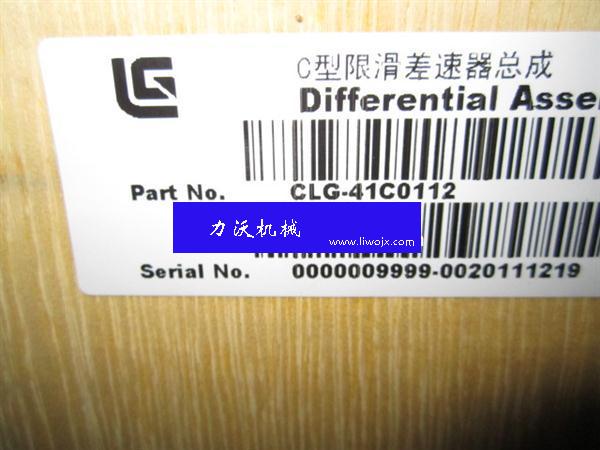 C型限滑差速器总成
Differential Asse
Part No. CLG-41C0112
力沃机械
www.liwojx.com
Serial No. 0000009999-0020111219